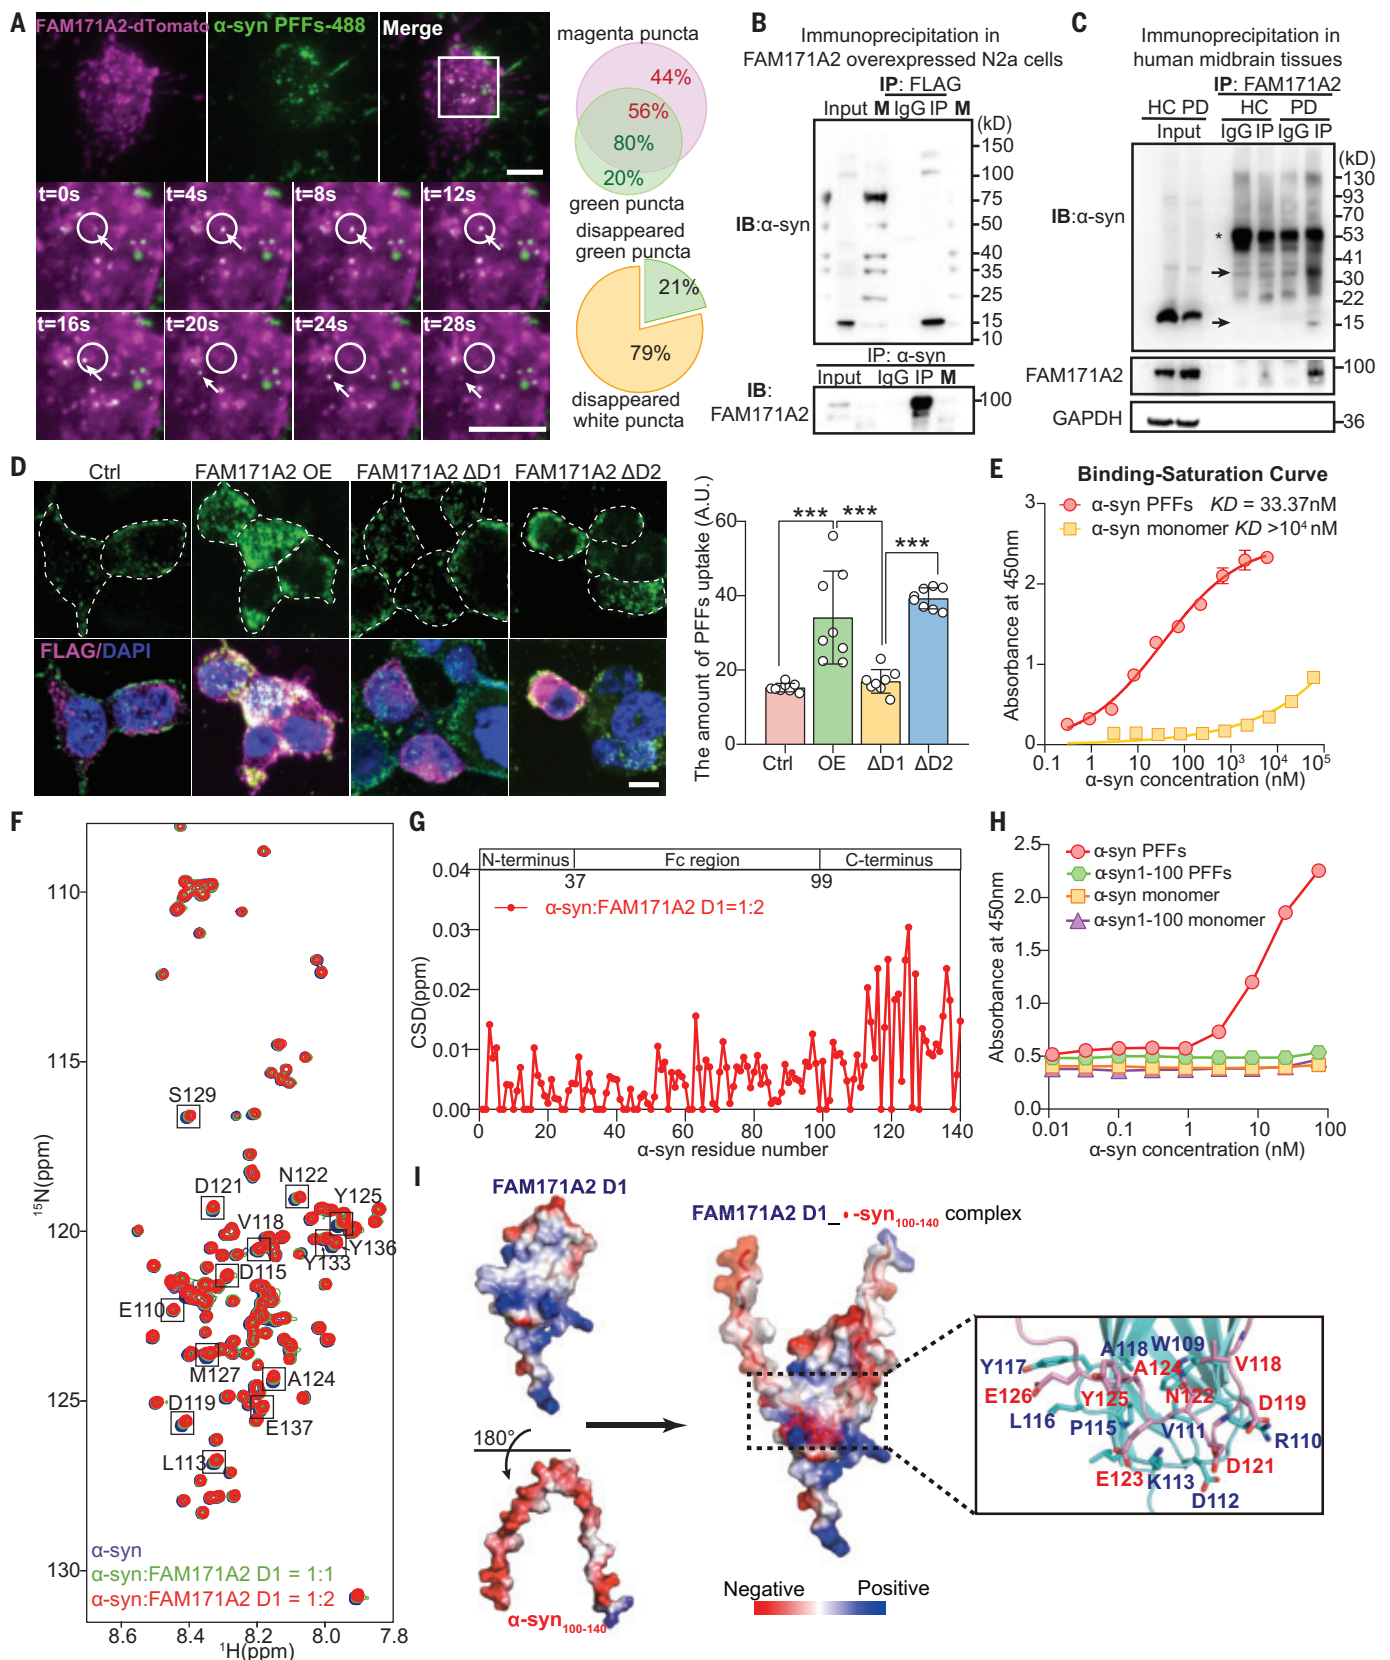 A
FAM171A2-dTomato
α-syn PFFs-488
Merge
t=0s
t=4s
t=8s
t=12s
t=16s
t=20s
t=24s
t=28s
magenta puncta
44%
56%
80%
20%
green puncta
disappeared
green puncta
21%
79%
disappeared
white puncta
B
Immunoprecipitation in
FAM171A2 overexpressed N2a cells
IP: FLAG
Input M IgG IP M
(kD)
150
100
75
50
40
35
25
15
10
IB:α-syn
IP: α-syn
Input IgG IP M
IB:
FAM171A2
100
C
Immunoprecipitation in
human midbrain tissues
IP: FAM171A2
HC PD HC PD
Input IgG IP IgG IP
(kD)
130
93
70
53
41
30
22
15
IB:α-syn
*
FAM171A2
100
GAPDH
36
D
Ctrl
FAM171A2 OE
FAM171A2 ΔD1
FAM171A2 ΔD2
FLAG/DAPI
The amount of PFFs uptake (A.U.)
60
40
20
0
*** ***
***
Ctrl OE ΔD1 ΔD2
E
Binding-Saturation Curve
α-syn PFFs KD = 33.37nM
α-syn monomer KD >10⁴ nM
Absorbance at 450nm
3
2
1
0
0.1 1 10 100 10³ 10⁴ 10⁵
α-syn concentration (nM)
F
¹⁵N(ppm)
110
115
120
125
130
S129
D121
N122
Y125
V118
Y133
Y136
D115
E110
M127
A124
D119
E137
L113
α-syn
α-syn:FAM171A2 D1 = 1:1
α-syn:FAM171A2 D1 = 1:2
8.6 8.4 8.2 8.0 7.8
¹H(ppm)
G
N-terminus Fc region C-terminus
37 99
α-syn:FAM171A2 D1=1:2
CSD(ppm)
0.04
0.03
0.02
0.01
0.00
0 20 40 60 80 100 120 140
α-syn residue number
H
α-syn PFFs
α-syn1-100 PFFs
α-syn monomer
α-syn1-100 monomer
Absorbance at 450nm
2.5
2.0
1.5
1.0
0.5
0.0
0.01 0.1 1 10 100
α-syn concentration (nM)
I
FAM171A2 D1
180°
α-syn100-140
FAM171A2 D1_•-syn100-140 complex
Negative Positive
A118 W109
Y117
A124
V118
E126
Y125
N122
D119
L116
P115
V111
R110
E123
K113
D121
D112